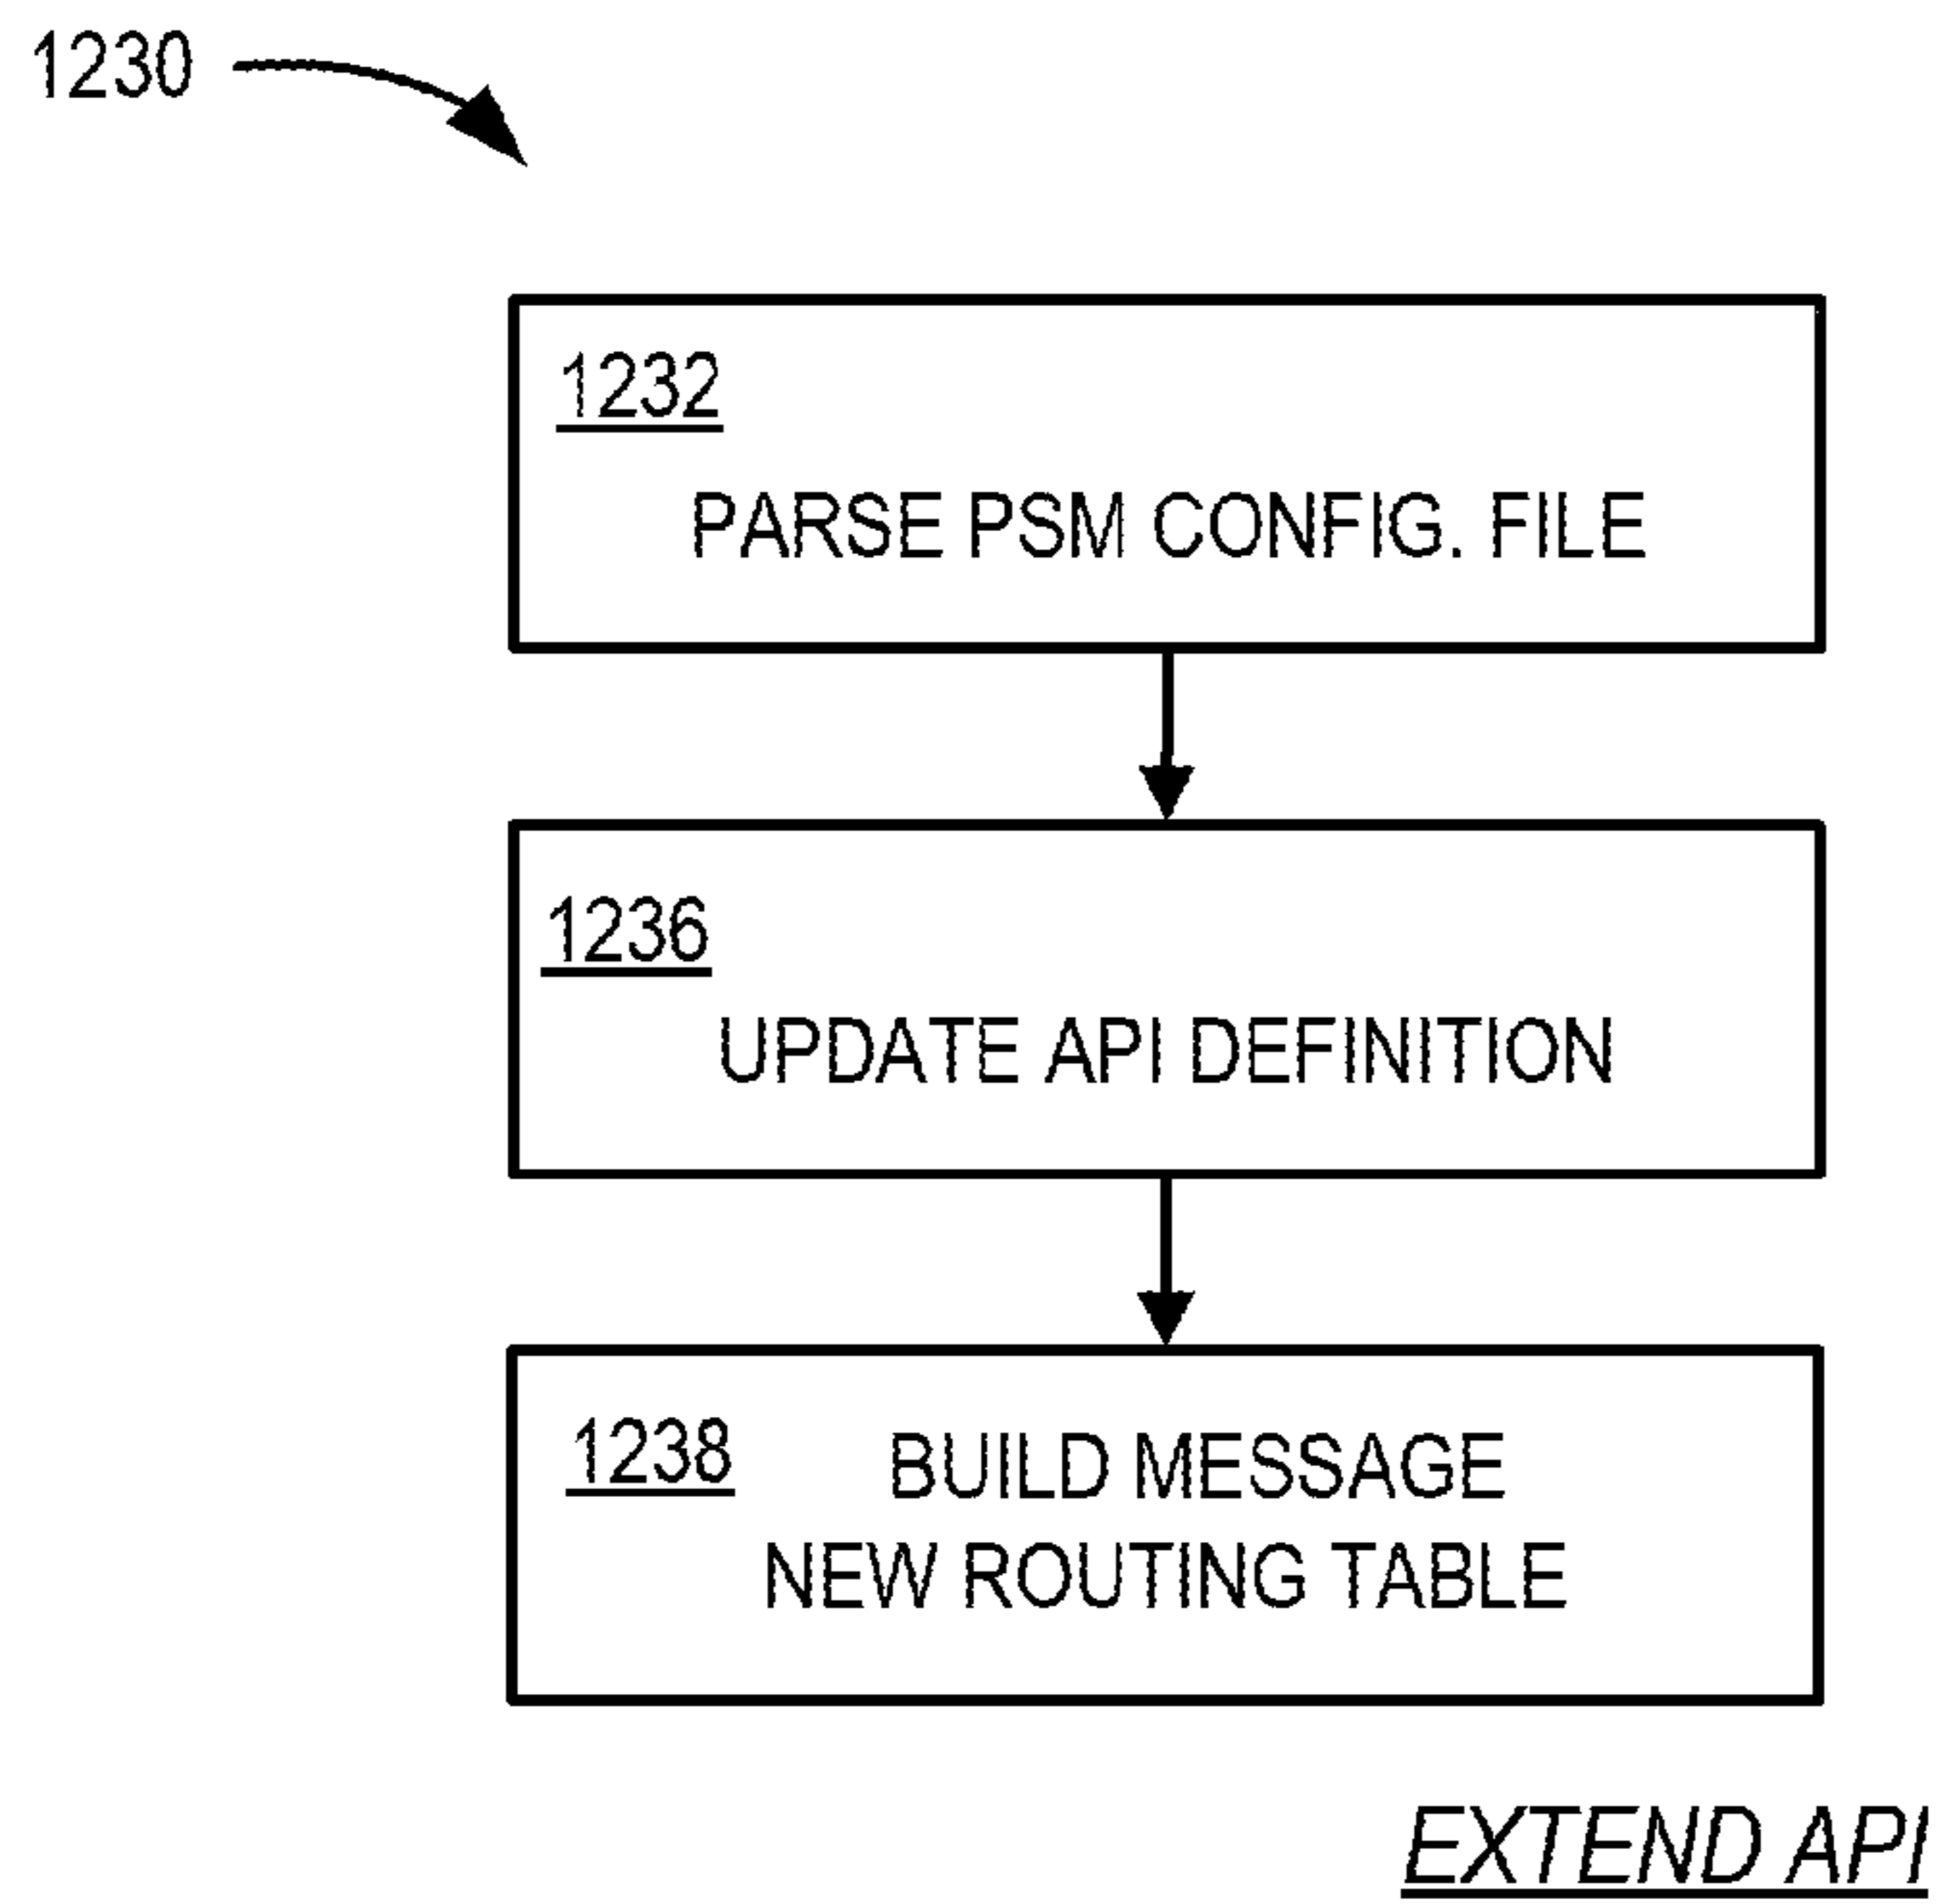 1230
1232
PARSE PSM CONFIG. FILE
1236
UPDATE API DEFINITION
1238 BUILD MESSAGE
NEW ROUTING TABLE
EXTEND API